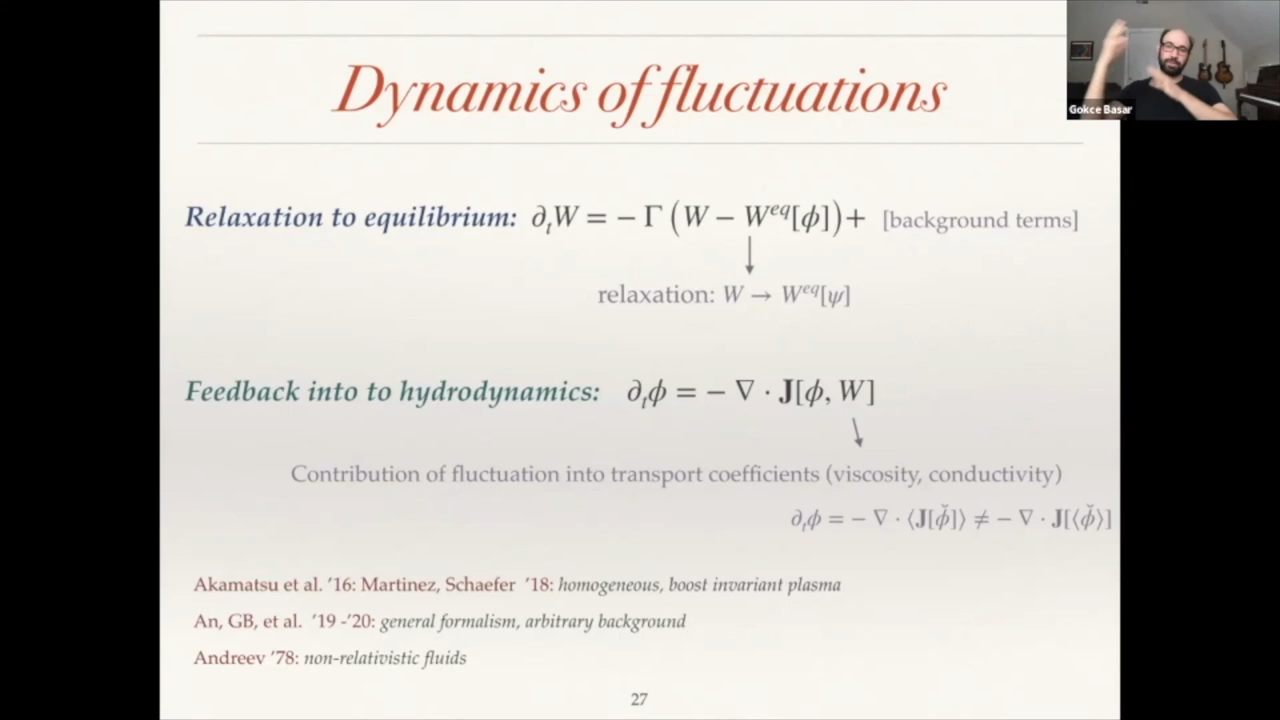 Dynamics of fluctuations
Gokce Basar
Relaxation to equilibrium: ∂ₜW = − Γ (W − Wᵉᑫ[ϕ]) + [background terms]
relaxation: W → Wᵉᑫ[ψ]
Feedback into to hydrodynamics: ∂ₜϕ = − ∇ · J[ϕ, W]
Contribution of fluctuation into transport coefficients (viscosity, conductivity)
∂ₜϕ = − ∇ · ⟨J[ϕ̆]⟩ ≠ − ∇ · J[⟨ϕ̆⟩]
Akamatsu et al. ’16: Martinez, Schaefer ’18: homogeneous, boost invariant plasma
An, GB, et al. ’19 -’20: general formalism, arbitrary background
Andreev ’78: non-relativistic fluids
27